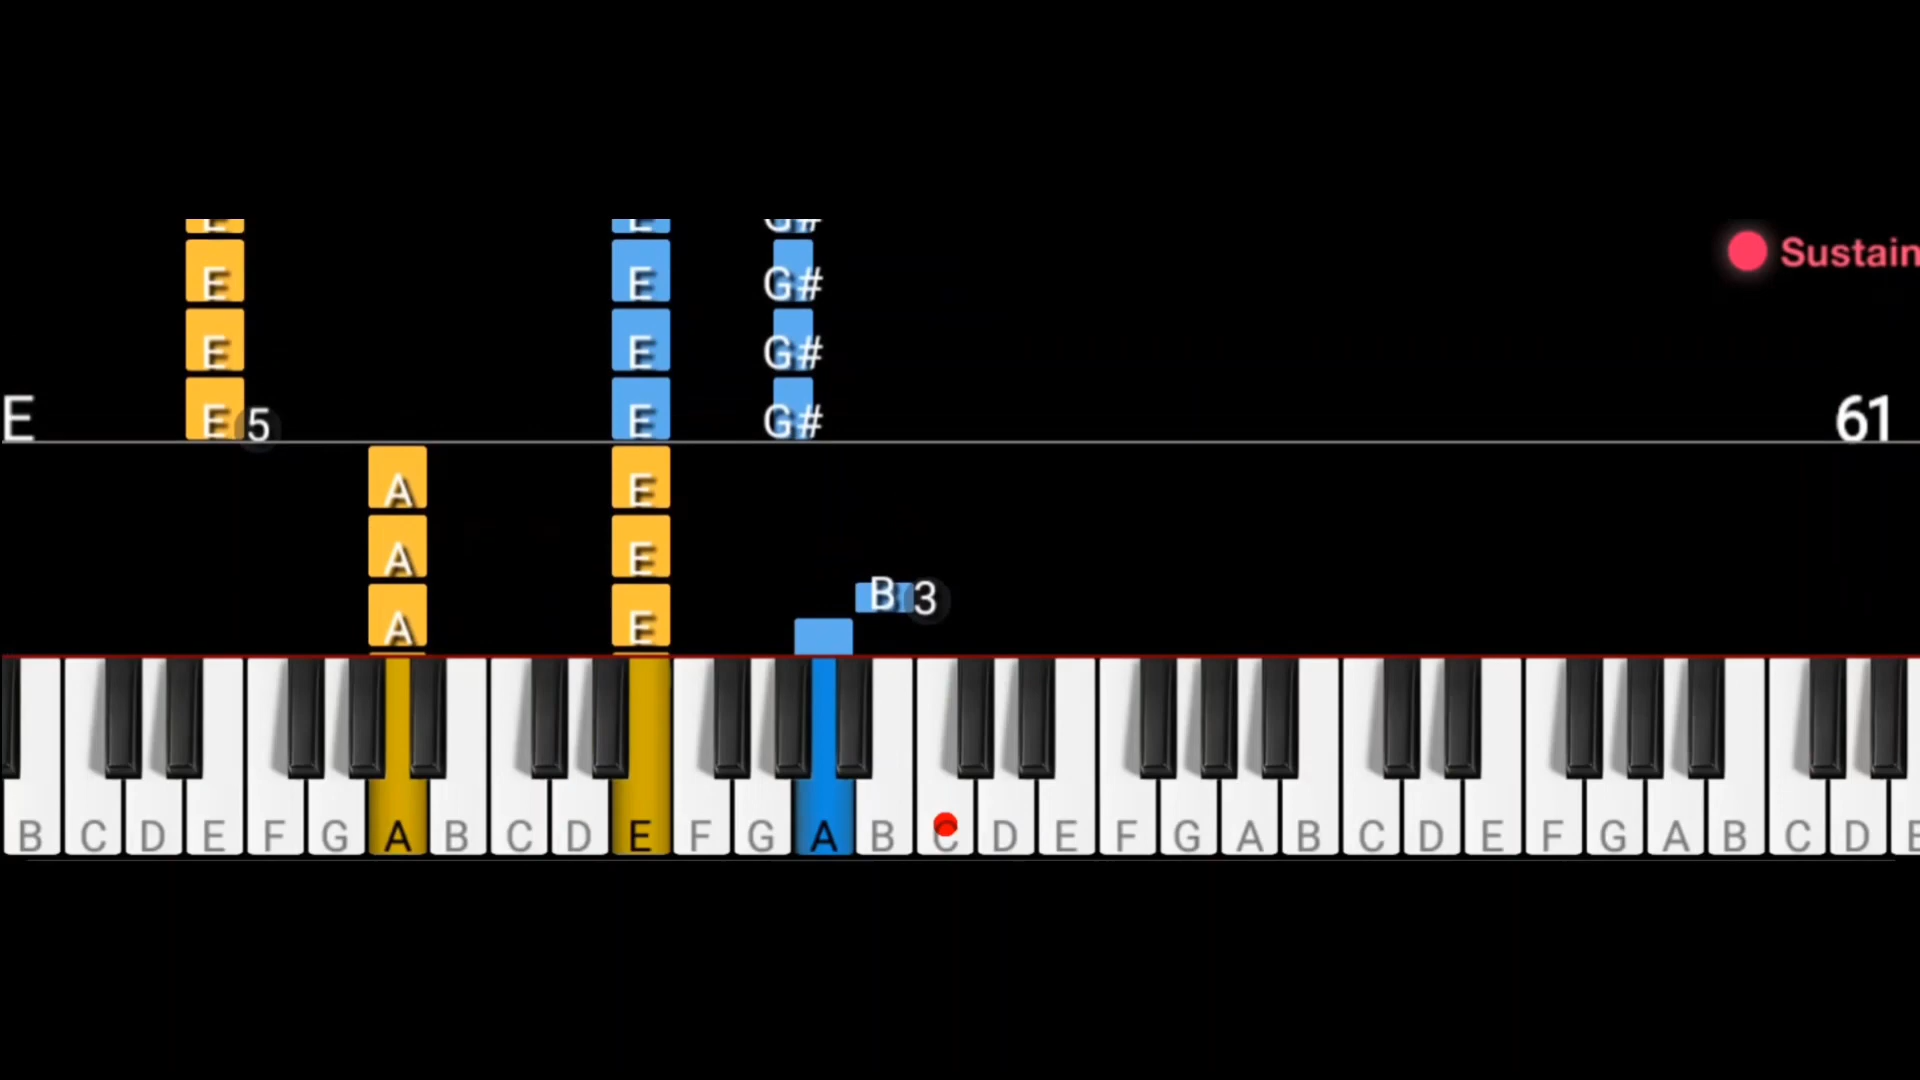 E E G#
E E G# Sustain
E E G#
E E 5 E G# 61
A E
A E
B 3
A E
B C D E F G A B C D E F G A B C D E F G A B C D E F G A B C D E